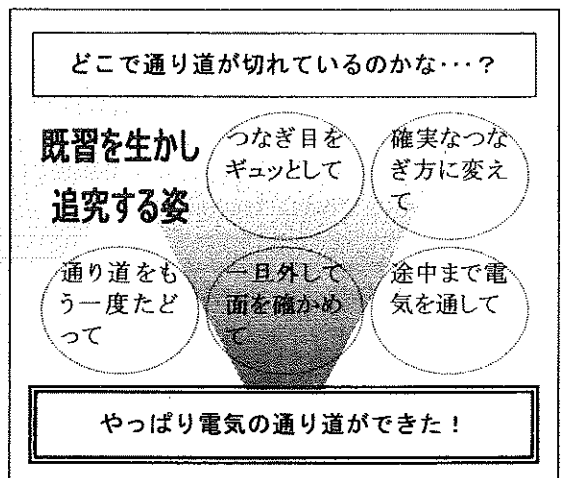 どこで通り道が切れているのかな・・・？
既習を生かし
追究する姿
つなぎ目を
ギュッとして
確実なつな
ぎ方に変え
て
通り道をも
う一度たど
って
一旦外して
面を確かめ
て
途中まで電
気を通して
やっぱり電気の通り道ができた！